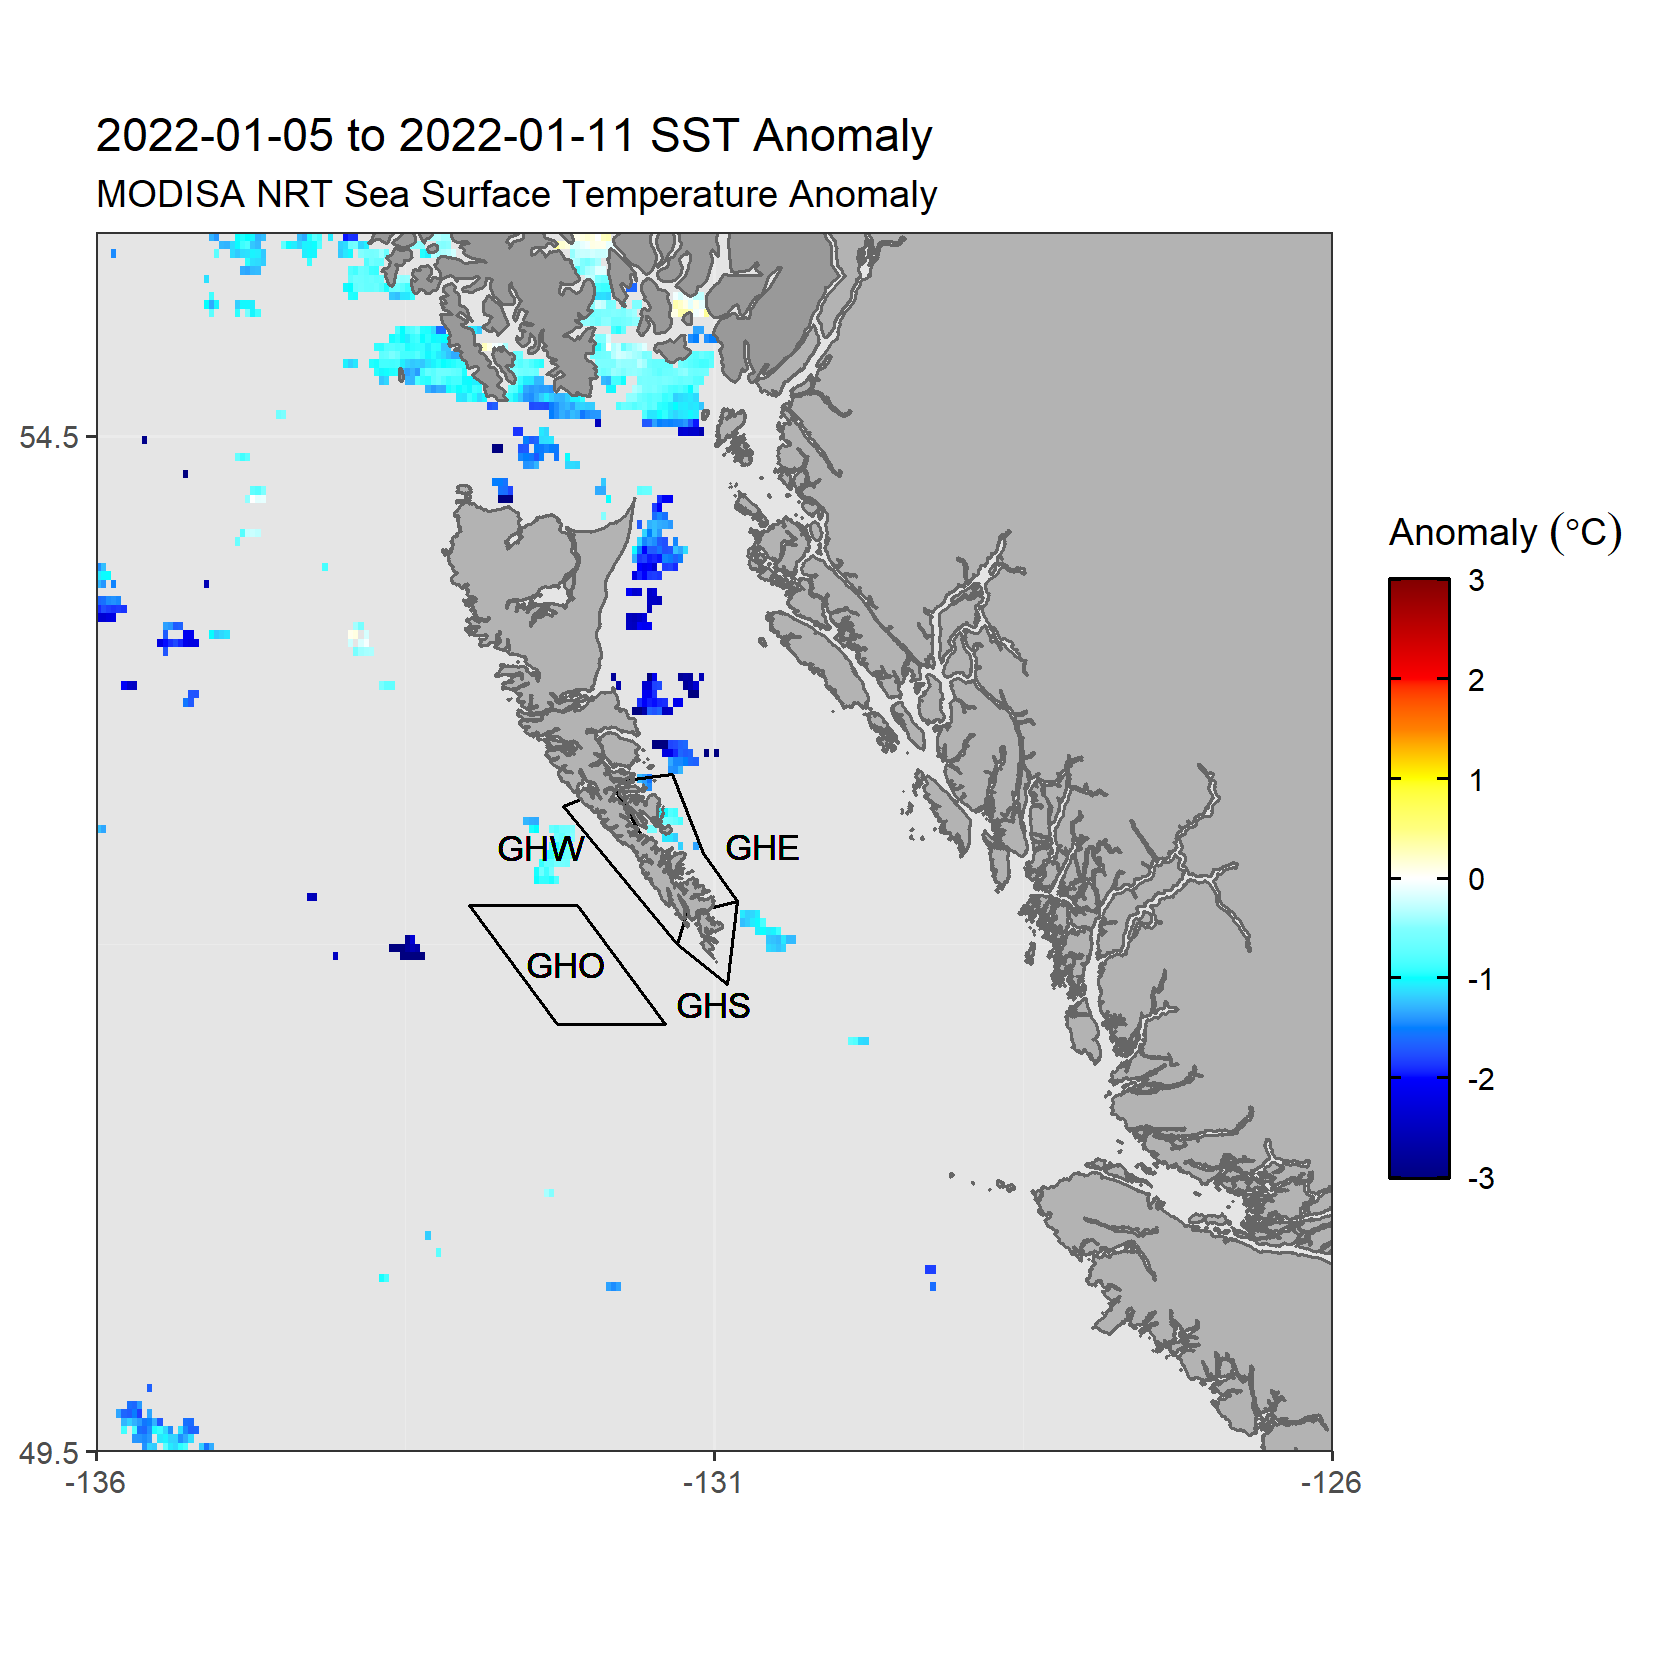 2022-01-05 to 2022-01-11 SST Anomaly
MODISA NRT Sea Surface Temperature Anomaly
54.5
49.5
-136
-131
-126
GHW
GHE
GHO
GHS
Anomaly (°C)
3
2
1
0
-1
-2
-3